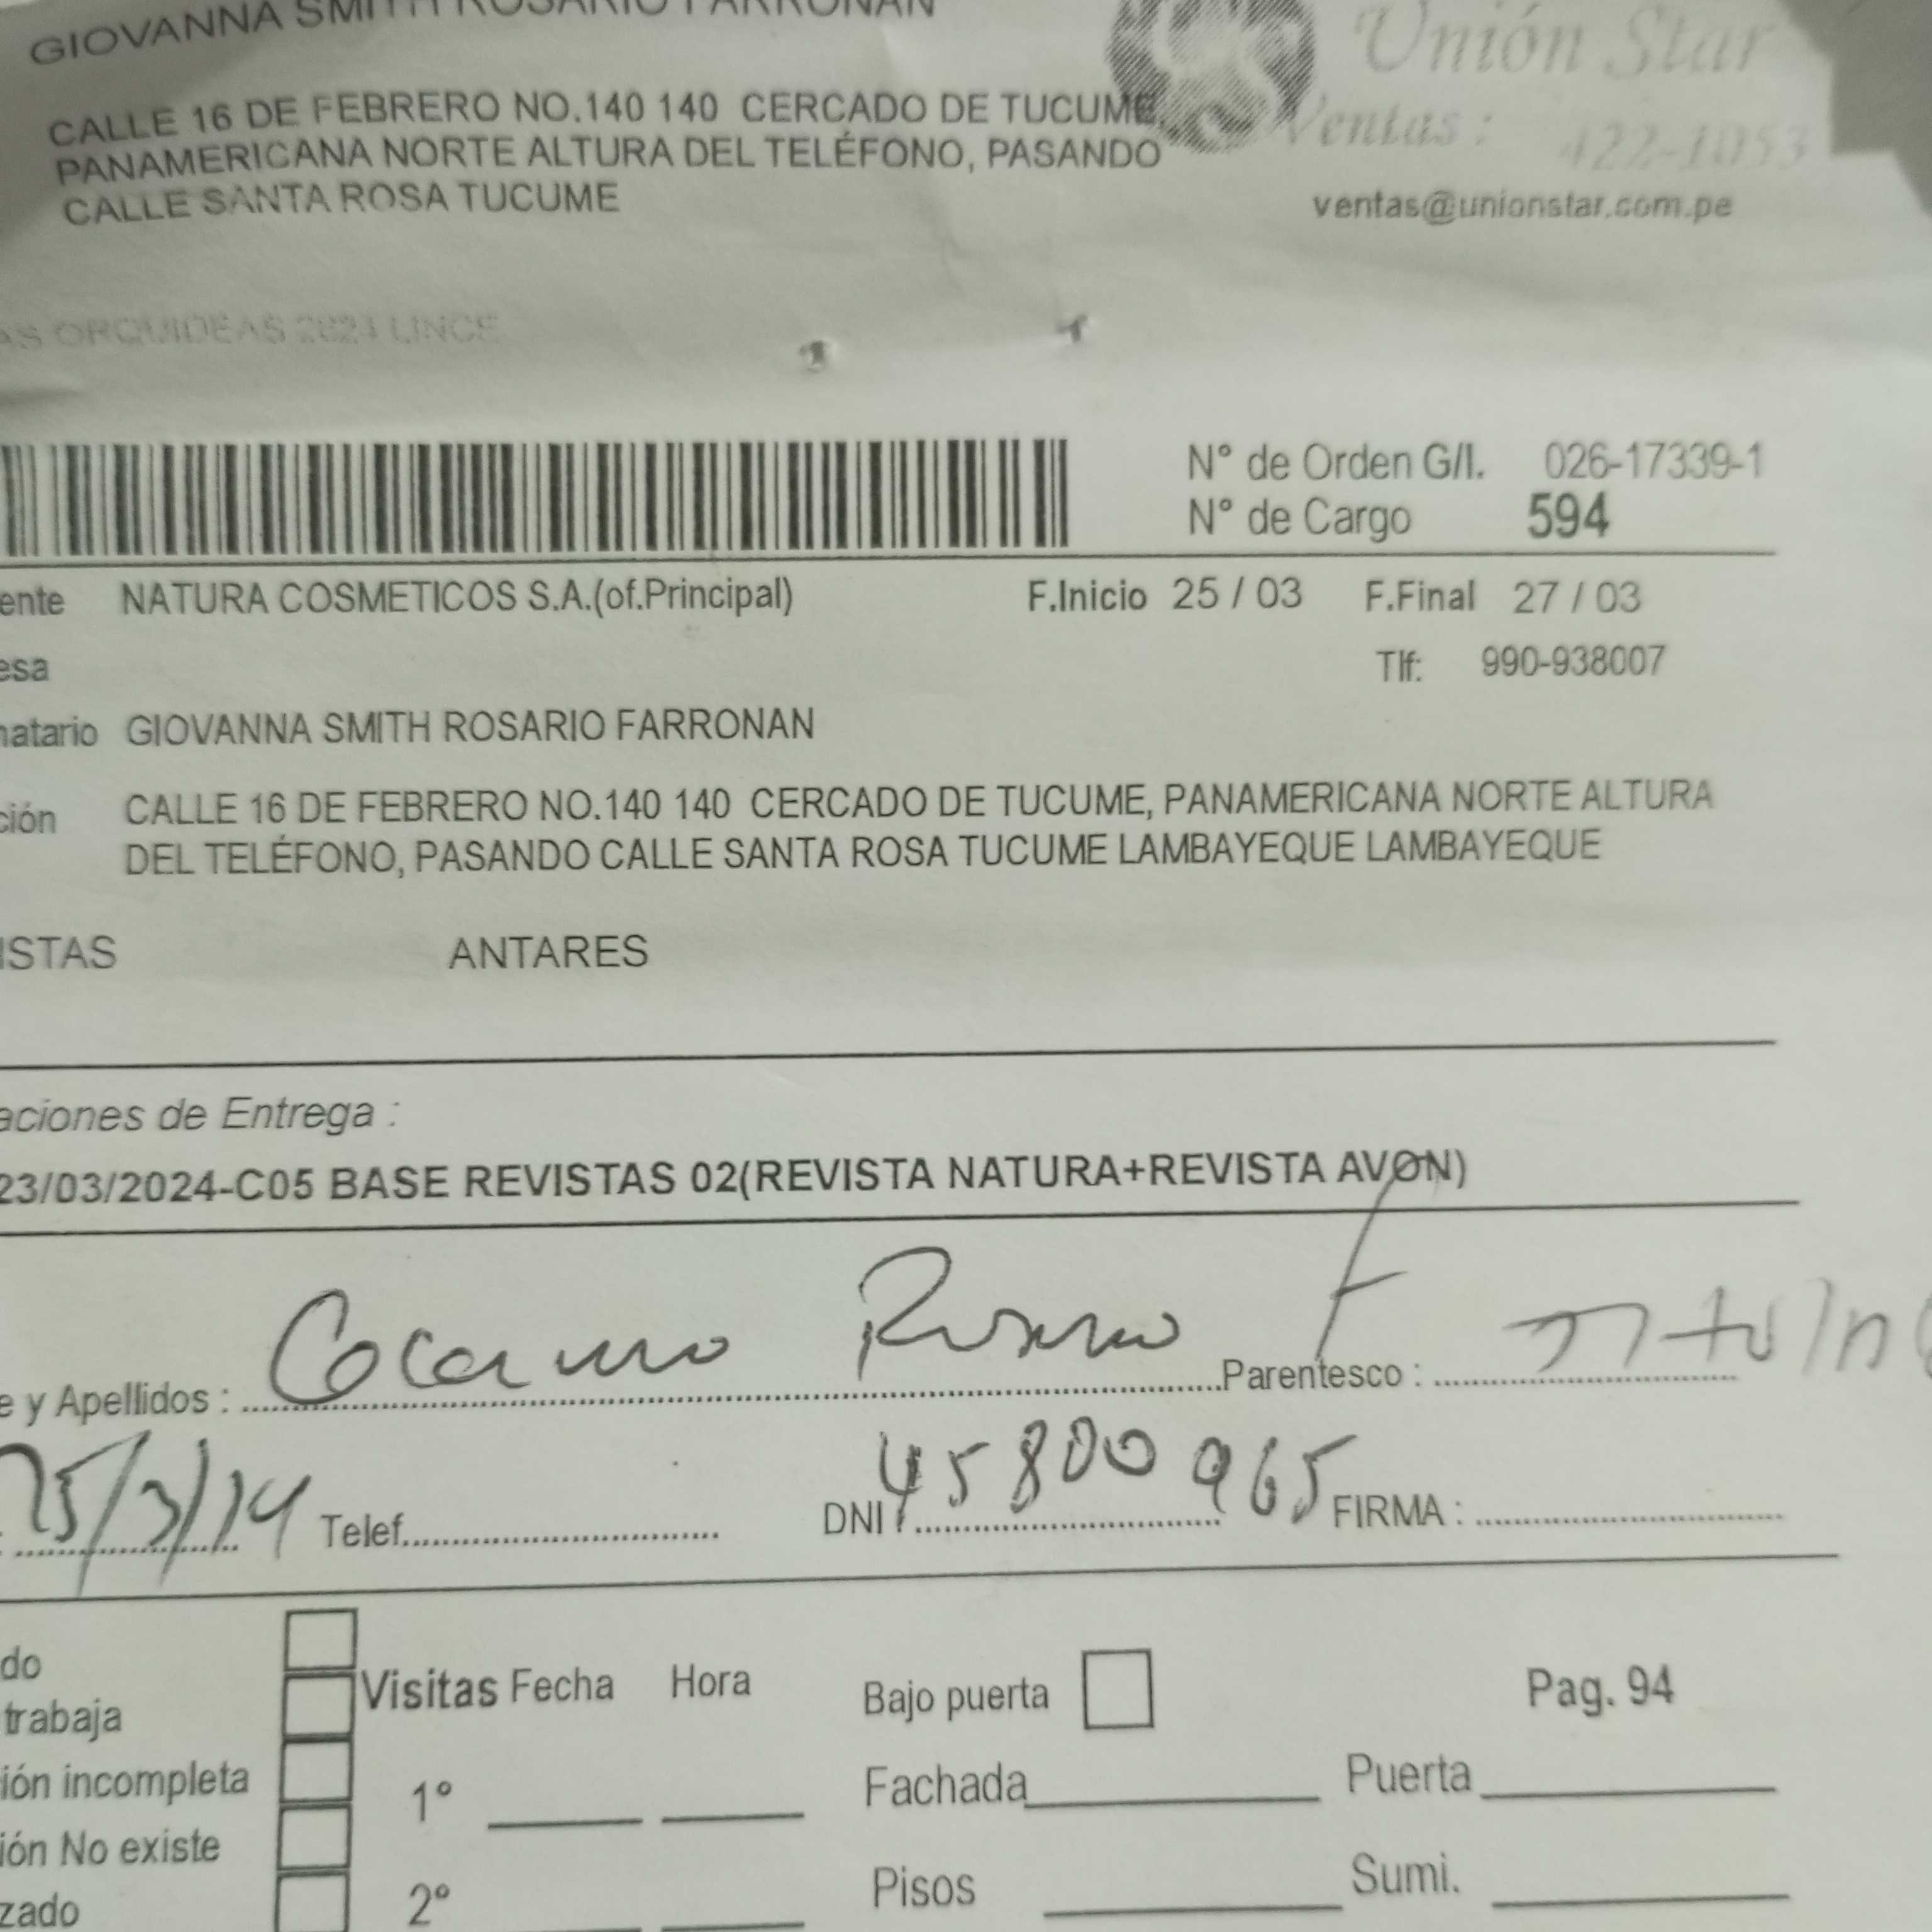 GIOVANNA SMITH ROSARIO FARRONAN
Unión Star
CALLE 16 DE FEBRERO NO.140 140 CERCADO DE TUCUME,
Ventas : 422-1053
PANAMERICANA NORTE ALTURA DEL TELÉFONO, PASANDO
CALLE SANTA ROSA TUCUME
ventas@unionstar.com.pe
AS ORQUIDEAS 2624 LINCE
N° de Orden G/I. 026-17339-1
N° de Cargo 594
ente NATURA COSMETICOS S.A.(of.Principal) F.Inicio 25 / 03 F.Final 27 / 03
esa Tlf: 990-938007
natario GIOVANNA SMITH ROSARIO FARRONAN
ción CALLE 16 DE FEBRERO NO.140 140 CERCADO DE TUCUME, PANAMERICANA NORTE ALTURA
DEL TELÉFONO, PASANDO CALLE SANTA ROSA TUCUME LAMBAYEQUE LAMBAYEQUE
ISTAS ANTARES
aciones de Entrega :
23/03/2024-C05 BASE REVISTAS 02(REVISTA NATURA+REVISTA AVON)
e y Apellidos : Parentesco :
Telef. DNI : 45800965 FIRMA :
do
Visitas Fecha Hora Bajo puerta Pag. 94
trabaja
ión incompleta 1° Fachada Puerta
ión No existe
zado 2° Pisos Sumi.